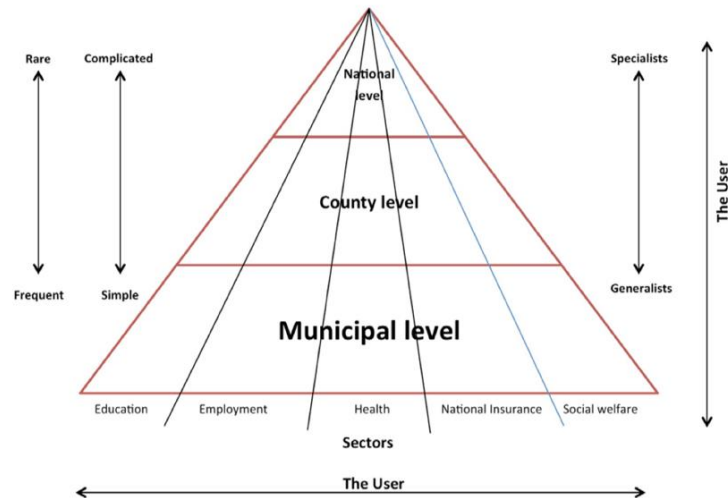 Rare
Complicated
National
level
Specialists
The User
County level
Frequent
Simple
Generalists
Municipal level
Education
Employment
Health
National Insurance
Social welfare
Sectors
The User